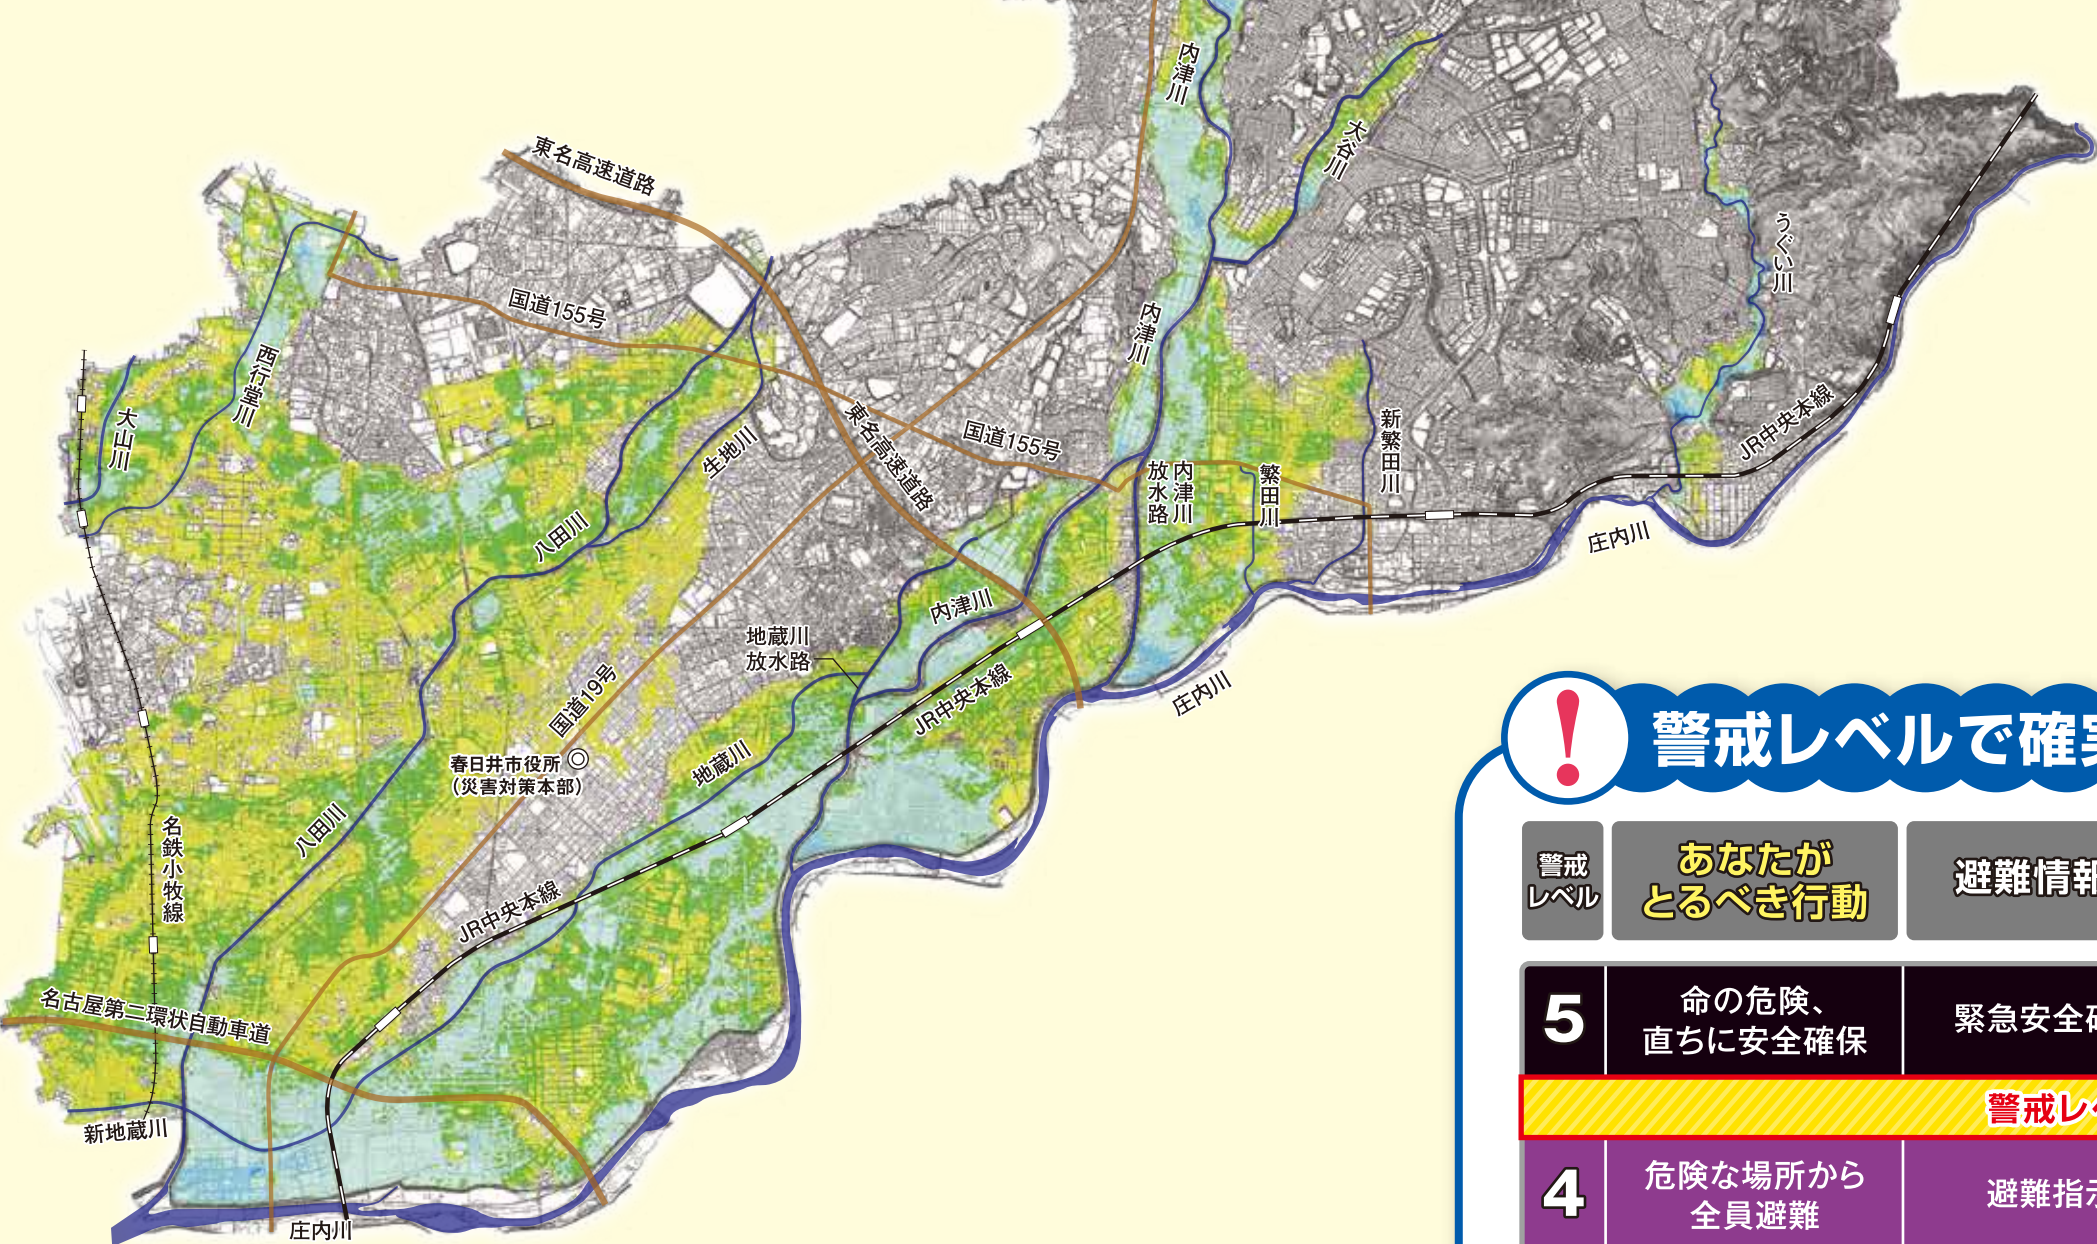 内津川
大谷川
東名高速道路
うぐい川
国道155号
内津川
西行堂川
大山川
JR中央本線
東名高速道路
国道155号
新繁田川
生地川
内津川
放水路
繁田川
八田川
庄内川
内津川
地蔵川
放水路
国道19号
JR中央本線
庄内川
春日井市役所
(災害対策本部)
地蔵川
八田川
名鉄小牧線
JR中央本線
名古屋第二環状自動車道
新地蔵川
庄内川
警戒レベルで確実
警戒
レベル
あなたが
とるべき行動
避難情報
5
命の危険、
直ちに安全確保
緊急安全確
警戒レベ
4
危険な場所から
全員避難
避難指示